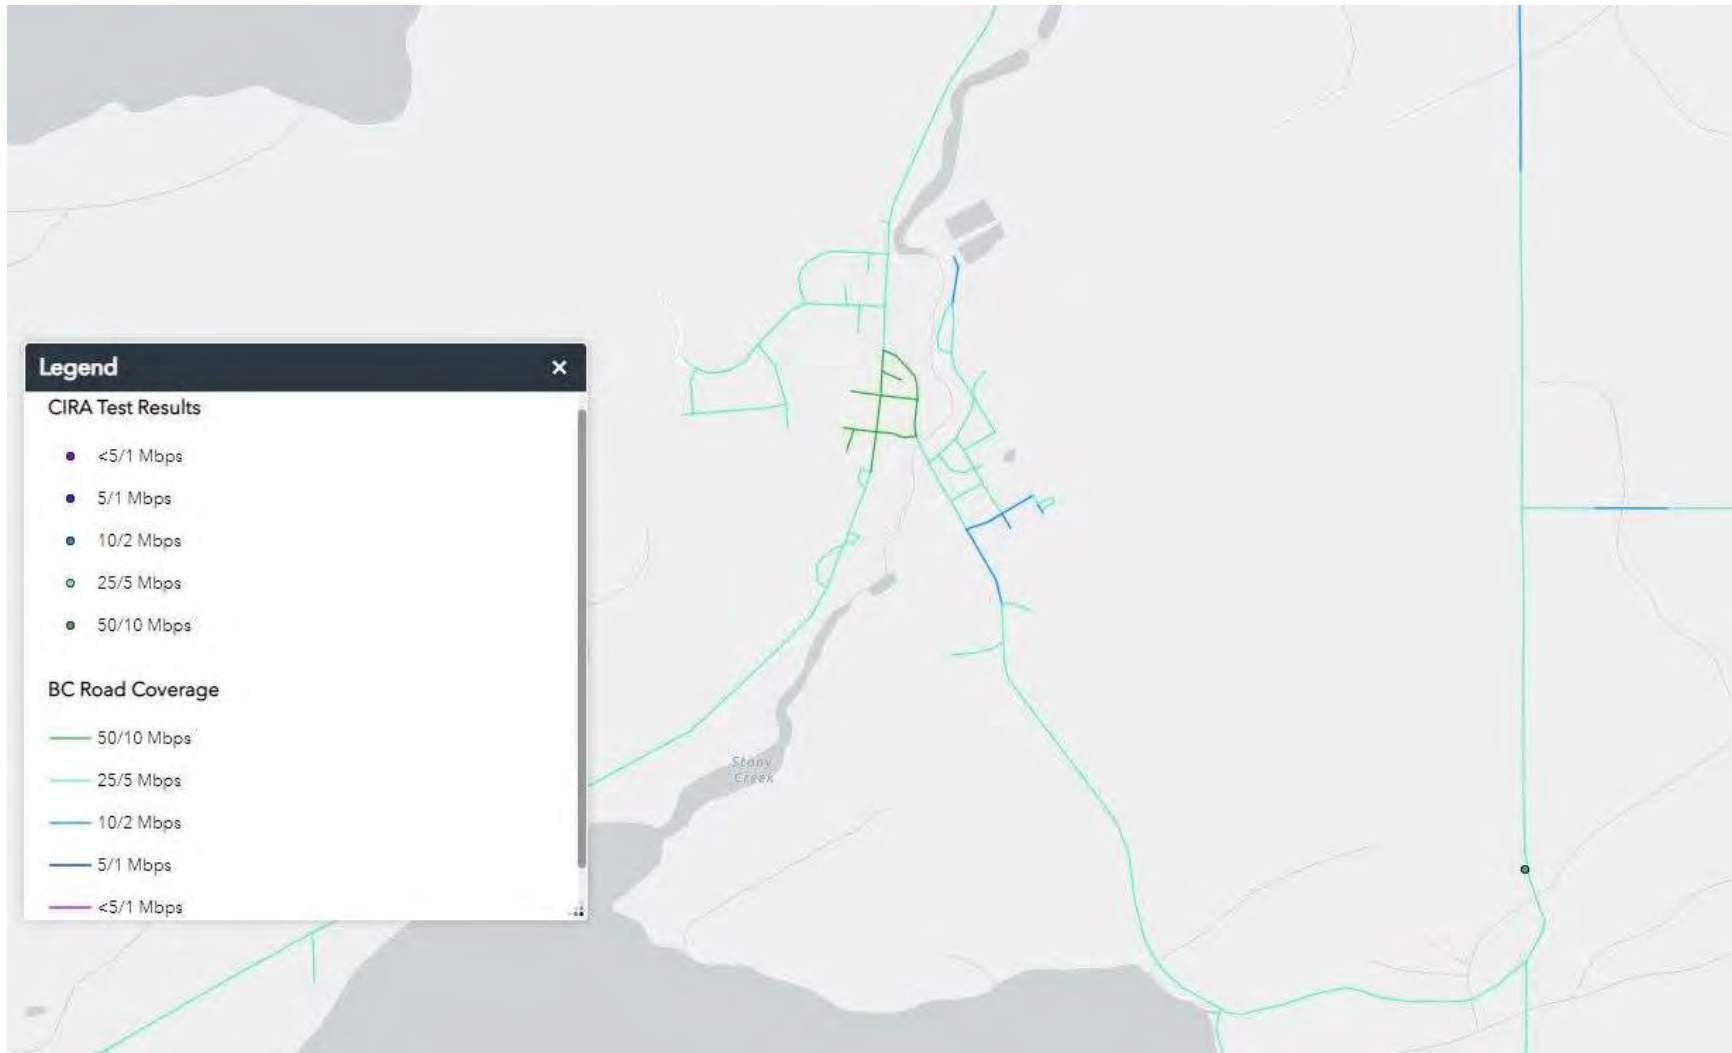 Legend
CIRA Test Results
<5/1 Mbps
5/1 Mbps
10/2 Mbps
25/5 Mbps
50/10 Mbps
BC Road Coverage
50/10 Mbps
25/5 Mbps
10/2 Mbps
5/1 Mbps
<5/1 Mbps
Stony
Creek